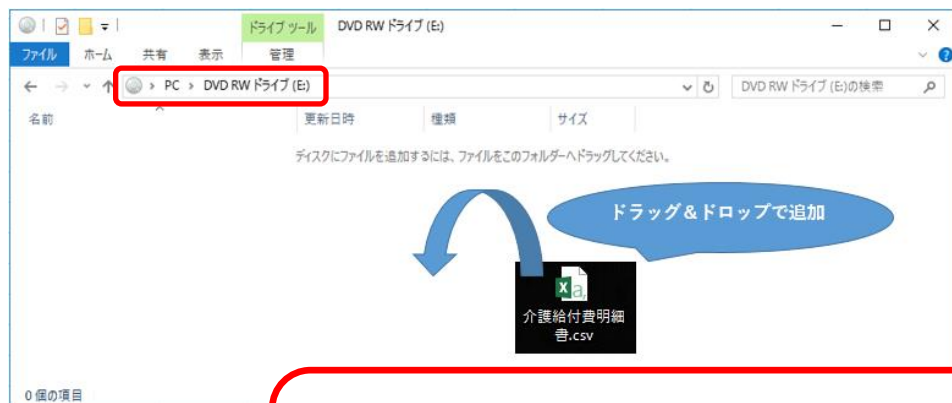 ドライブ ツール
DVD RW ドライブ (E:)
ファイル
ホーム
共有
表示
管理
PC › DVD RW ドライブ (E:)
DVD RW ドライブ (E:)の検索
名前
更新日時
種類
サイズ
ディスクにファイルを追加するには、ファイルをこのフォルダーへドラッグしてください。
ドラッグ＆ドロップで追加
介護給付費明細
書.csv
0 個の項目